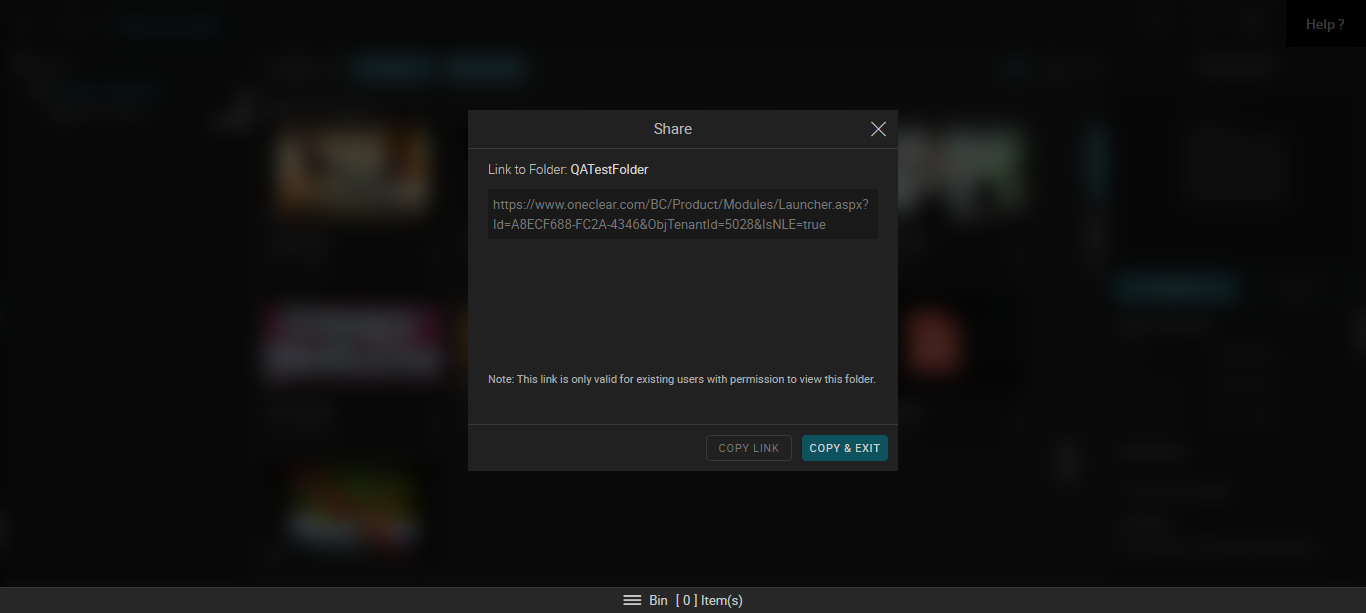 Help ?
Share
Link to Folder: QATestFolder
https://www.oneclear.com/BC/Product/Modules/Launcher.aspx?
Id=A8ECF688-FC2A-4346&ObjTenantId=5028&IsNLE=true
Note: This link is only valid for existing users with permission to view this folder.
COPY LINK
COPY & EXIT
Bin [ 0 ] Item(s)